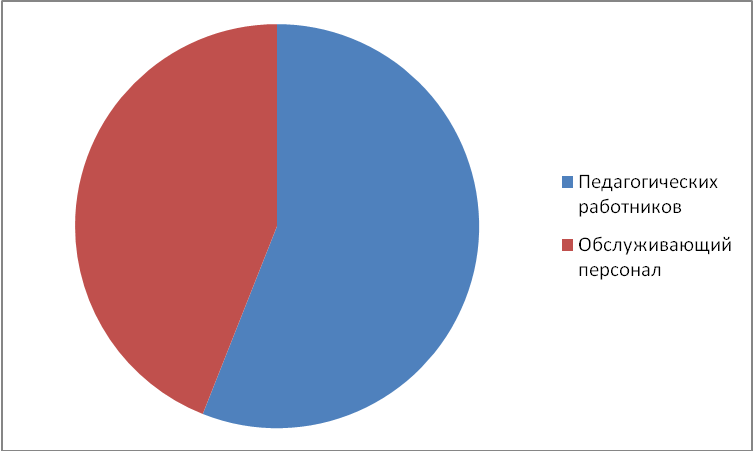 Педагогических
работников
Обслуживающий
персонал